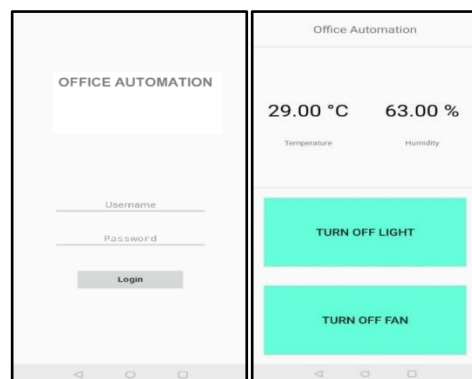 OFFICE AUTOMATION
Username
Password
Login
Office Automation
29.00 °C 63.00 %
Temperature Humidity
TURN OFF LIGHT
TURN OFF FAN